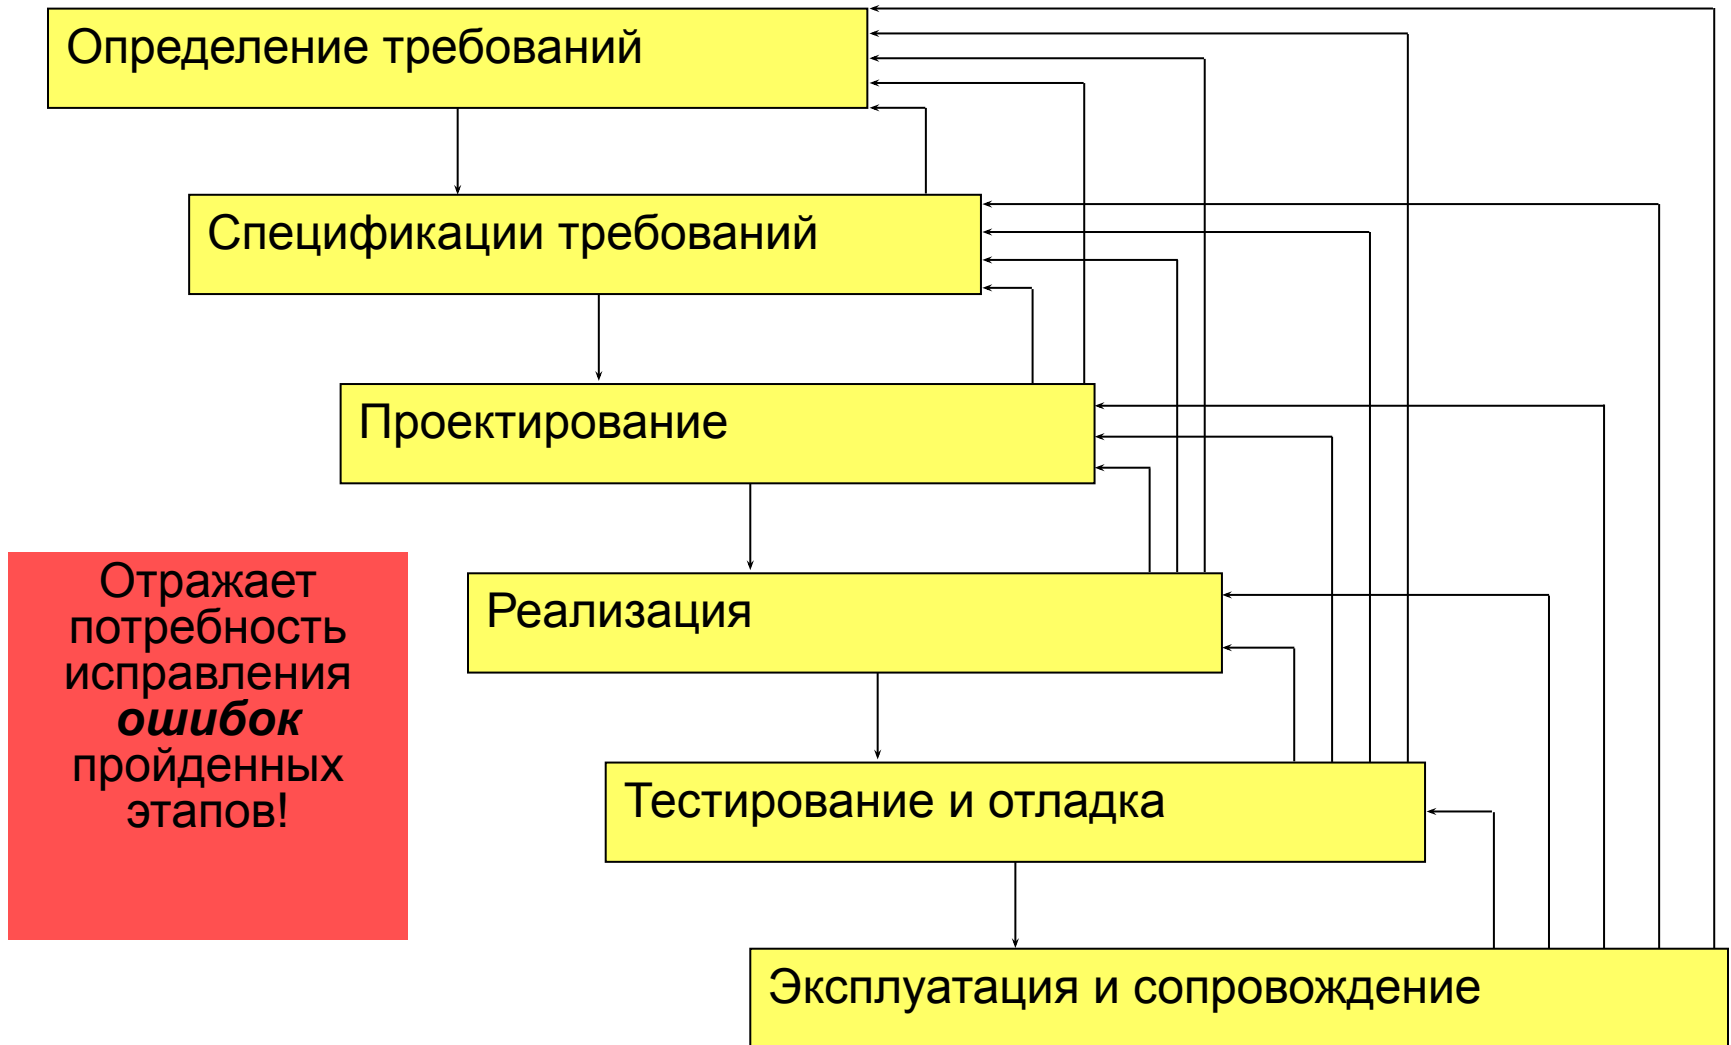 Определение требований
Спецификации требований
Проектирование
Реализация
Отражает
потребность
исправления
ошибок
пройденных
этапов!
Тестирование и отладка
Эксплуатация и сопровождение